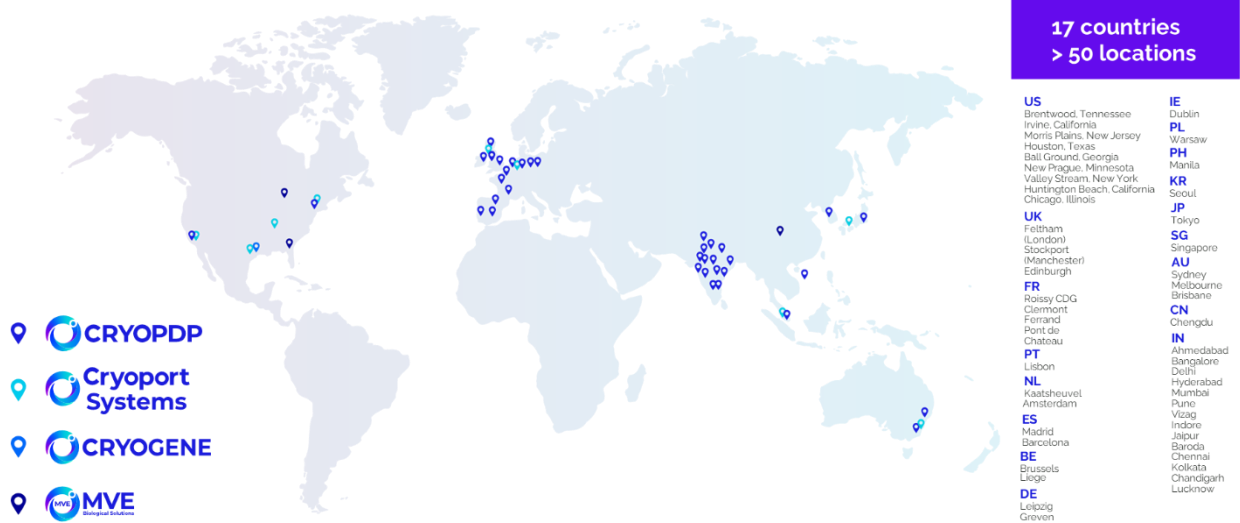 17 countries
> 50 locations
US
Brentwood, Tennessee
Irvine, California
Morris Plains, New Jersey
Houston, Texas
Ball Ground, Georgia
New Prague, Minnesota
Valley Stream, New York
Huntington Beach, California
Chicago, Illinois
UK
Feltham
(London)
Stockport
(Manchester)
Edinburgh
FR
Roissy CDG
Clermont
Ferrand
Pont de
Chateau
PT
Lisbon
NL
Kaatsheuvel
Amsterdam
ES
Madrid
Barcelona
BE
Brussels
Liege
DE
Leipzig
Greven
IE
Dublin
PL
Warsaw
PH
Manila
KR
Seoul
JP
Tokyo
SG
Singapore
AU
Sydney
Melbourne
Brisbane
CN
Chengdu
IN
Ahmedabad
Bangalore
Delhi
Hyderabad
Mumbai
Pune
Vizag
Indore
Jaipur
Baroda
Chennai
Kolkata
Chandigarh
Lucknow
CRYOPDP
Cryoport
Systems
CRYOGENE
MVE
MVE
Biological Solutions